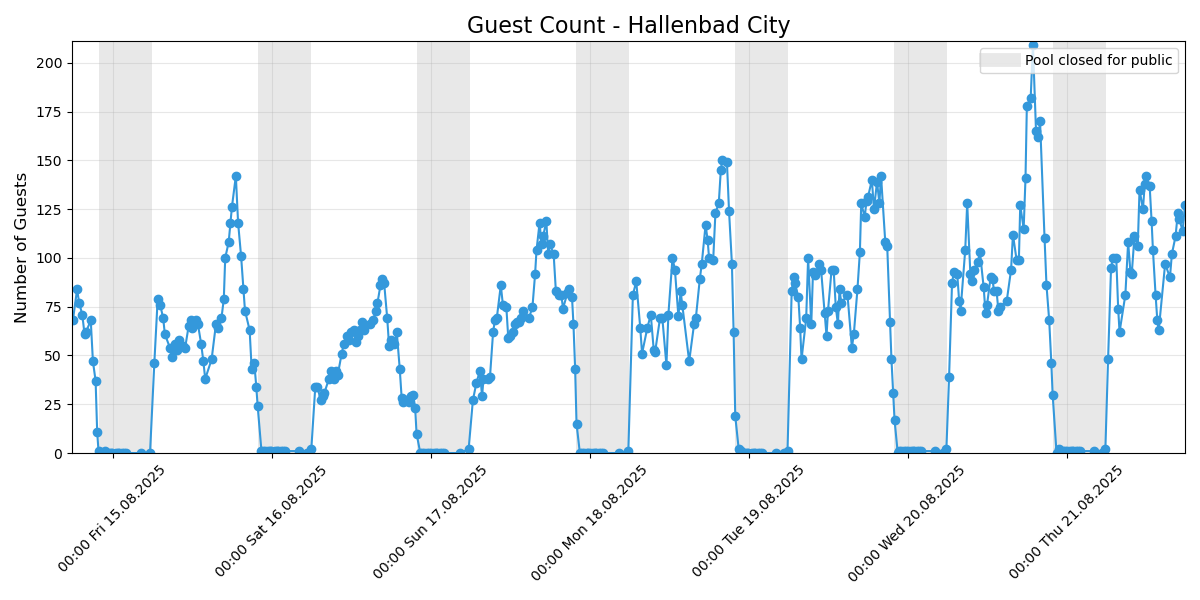 Guest Count - Hallenbad City
Pool closed for public
Number of Guests
200
175
150
125
100
75
50
25
0
00:00 Fri 15.08.2025
00:00 Sat 16.08.2025
00:00 Sun 17.08.2025
00:00 Mon 18.08.2025
00:00 Tue 19.08.2025
00:00 Wed 20.08.2025
00:00 Thu 21.08.2025